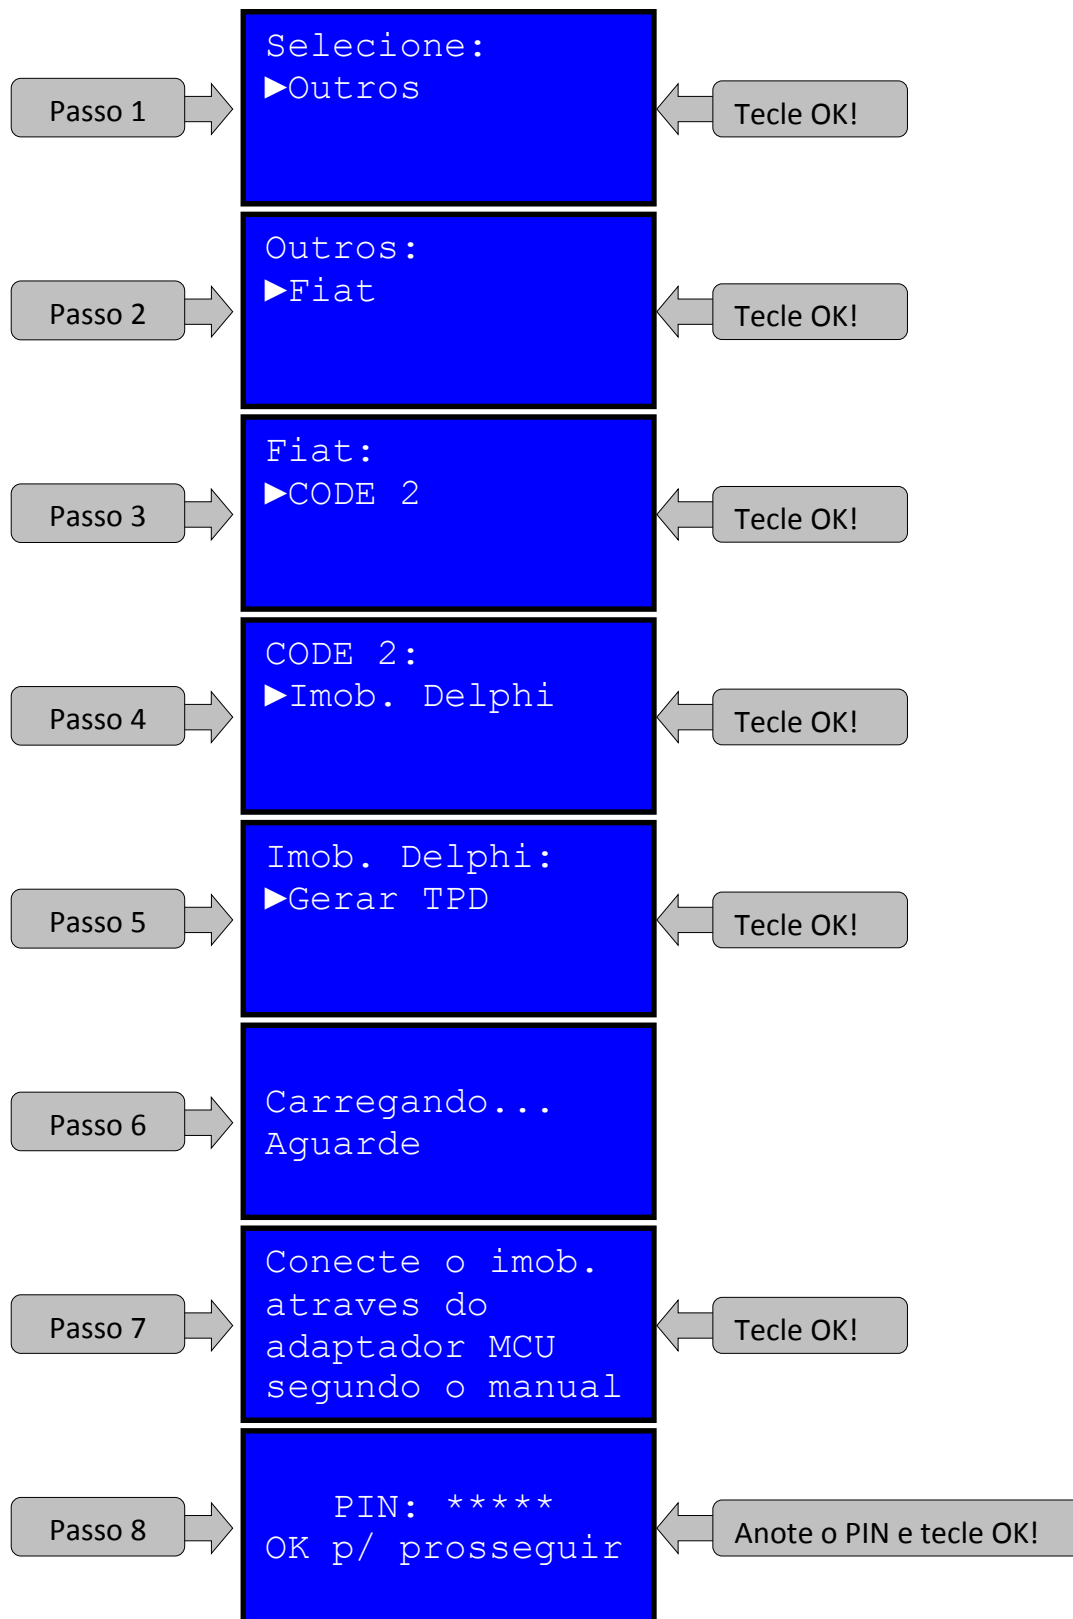 Passo 1
Selecione:
►Outros
Tecle OK!
Passo 2
Outros:
►Fiat
Tecle OK!
Passo 3
Fiat:
►CODE 2
Tecle OK!
Passo 4
CODE 2:
►Imob. Delphi
Tecle OK!
Passo 5
Imob. Delphi:
►Gerar TPD
Tecle OK!
Passo 6
Carregando...
Aguarde
Passo 7
Conecte o imob.
atraves do
adaptador MCU
segundo o manual
Tecle OK!
Passo 8
PIN: *****
OK p/ prosseguir
Anote o PIN e tecle OK!